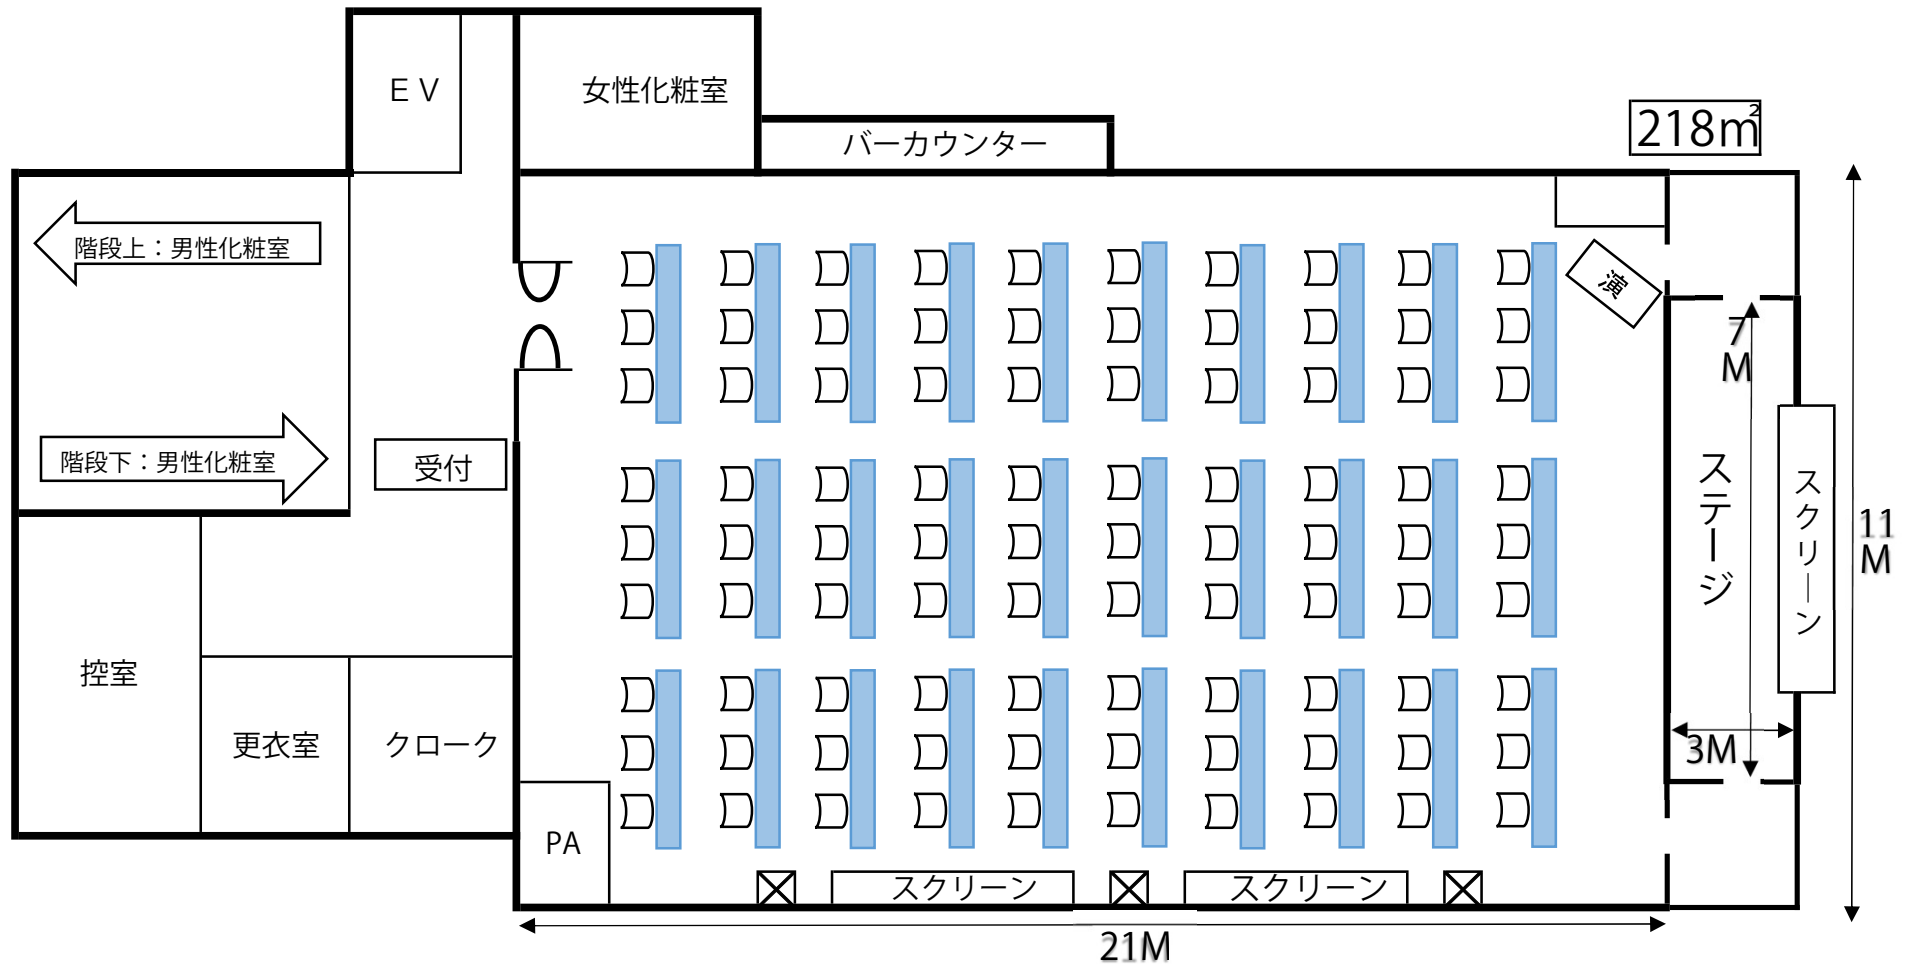 ＥＶ
女性化粧室
バーカウンター
218㎡
階段上：男性化粧室
演
7
M
階段下：男性化粧室
受付
ステージ
スクリーン
11
M
控室
更衣室
クローク
3M
PA
スクリーン
スクリーン
21M